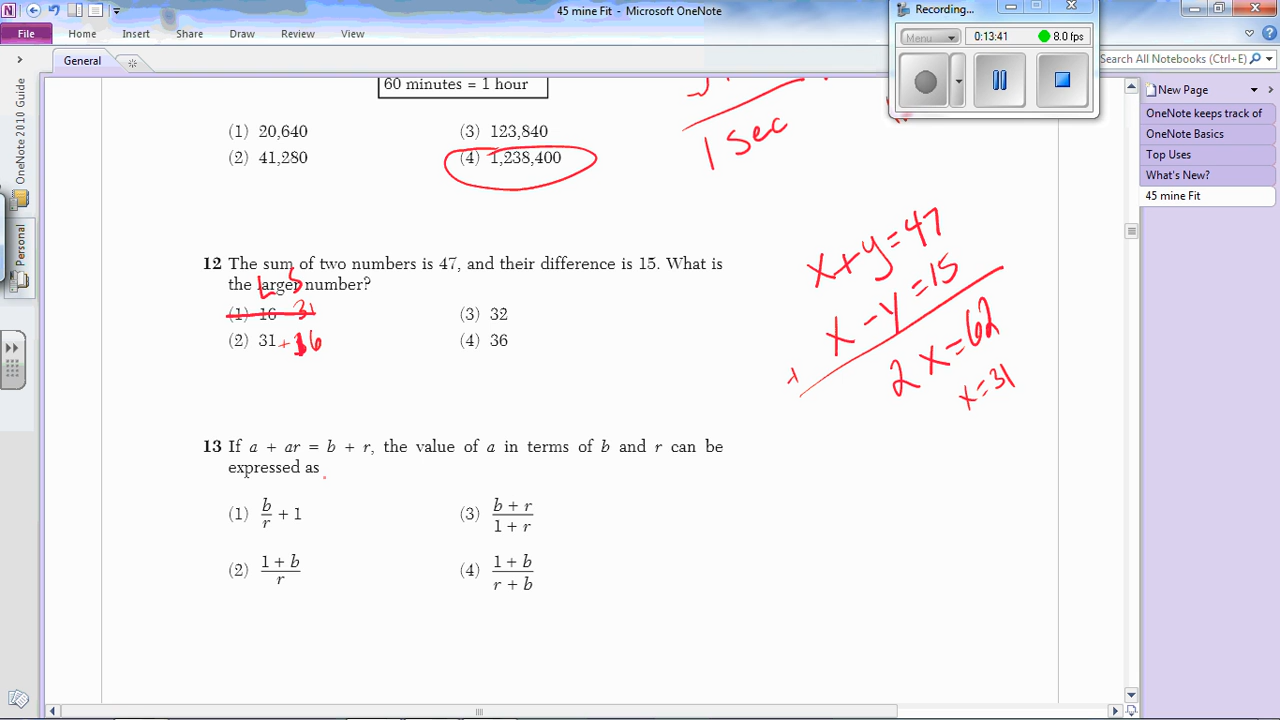 45 mine Fit - Microsoft OneNote
Recording...
File Home Insert Share Draw Review View
Menu 0:13:41 8.0 fps
General
Search All Notebooks (Ctrl+E)
New Page
OneNote keeps track of
OneNote Basics
Top Uses
What's New?
45 mine Fit
OneNote 2010 Guide
Personal
60 minutes = 1 hour
1 sec
(1) 20,640 (3) 123,840
(2) 41,280 (4) 1,238,400
12 The sum of two numbers is 47, and their difference is 15. What is
the larger number?
L S
(1) 16 31 (3) 32
(2) 31 + 16 (4) 36
x + y = 47
x - y = 15
+
2x = 62
x = 31
13 If a + ar = b + r, the value of a in terms of b and r can be
expressed as
(1) b/r + 1 (3) b + r / 1 + r
(2) 1 + b / r (4) 1 + b / r + b